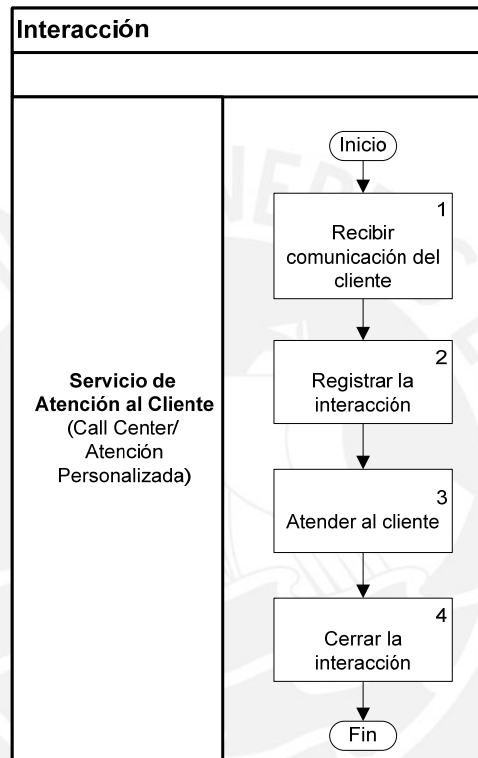 Interacción
Inicio
1
Recibir
comunicación del
cliente
2
Registrar la
interacción
Servicio de
Atención al Cliente
(Call Center/
Atención
Personalizada)
3
Atender al cliente
4
Cerrar la
interacción
Fin